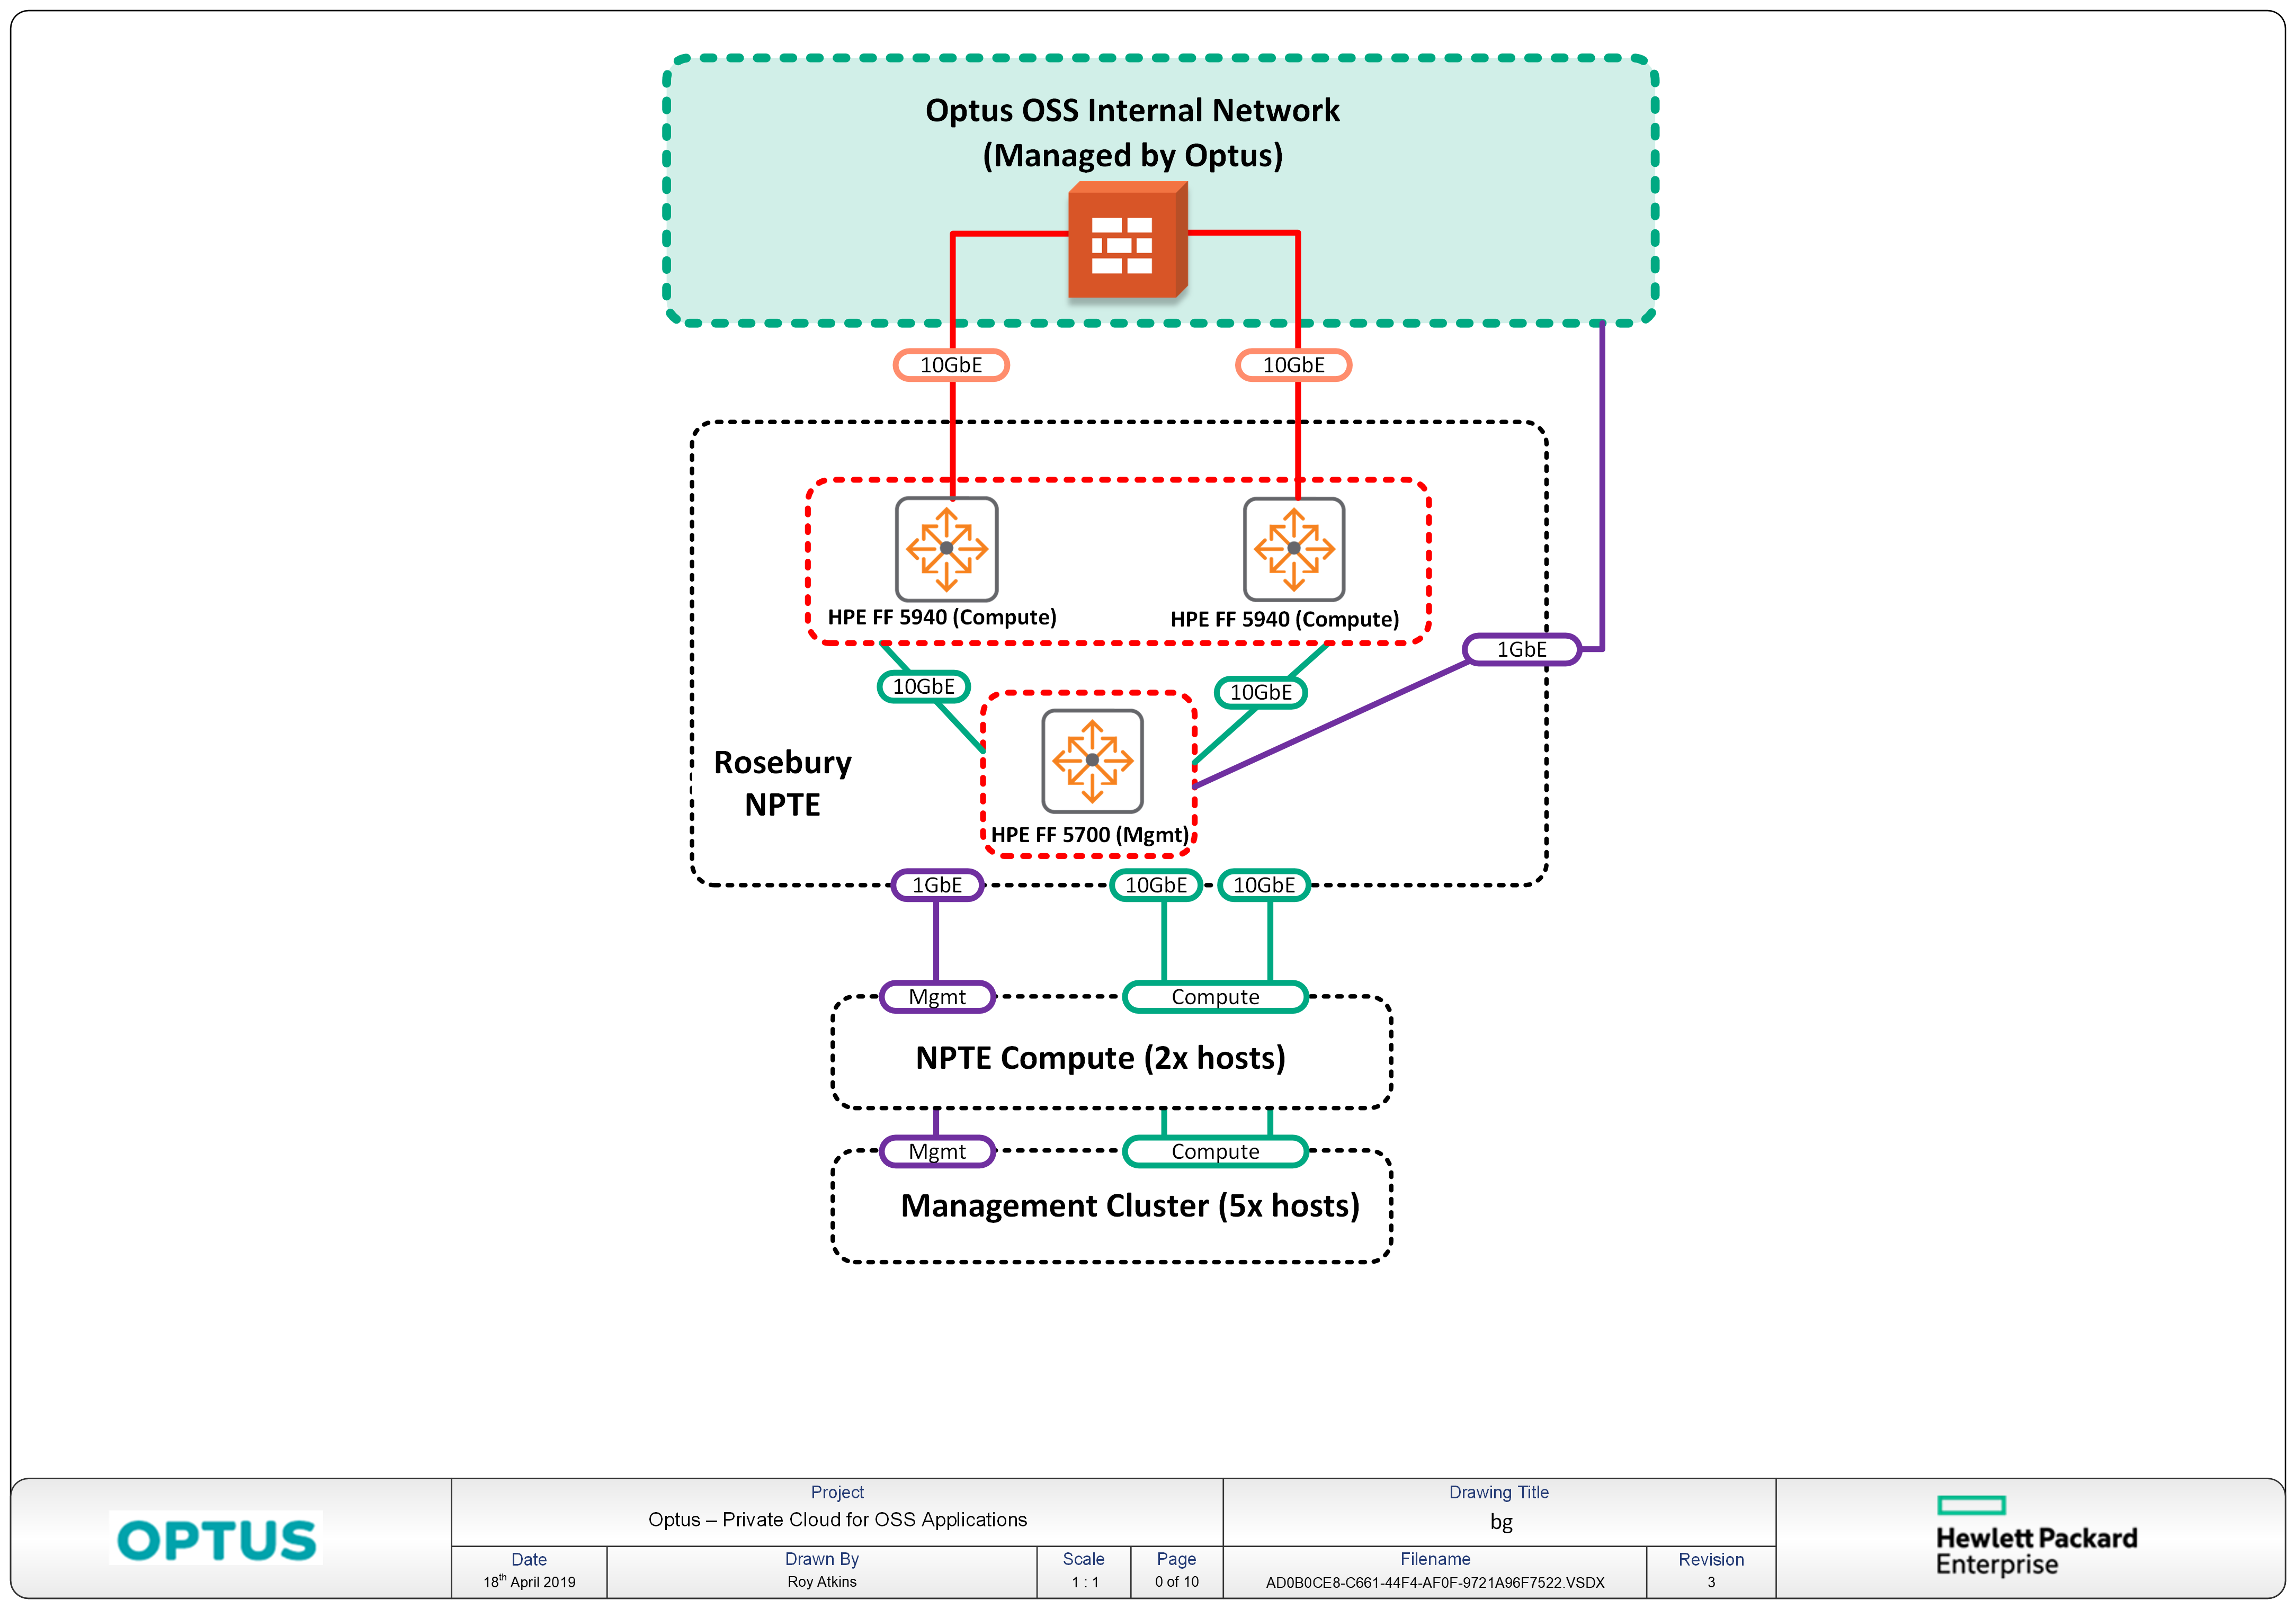 Optus OSS Internal Network
(Managed by Optus)
10GbE
10GbE
HPE FF 5940 (Compute)
HPE FF 5940 (Compute)
1GbE
10GbE
10GbE
Rosebury
NPTE
HPE FF 5700 (Mgmt)
1GbE
10GbE
10GbE
Mgmt
Compute
NPTE Compute (2x hosts)
Mgmt
Compute
Management Cluster (5x hosts)
OPTUS
Project
Optus – Private Cloud for OSS Applications
Drawing Title
bg
Date
18th April 2019
Drawn By
Roy Atkins
Scale
1 : 1
Page
0 of 10
Filename
AD0B0CE8-C661-44F4-AF0F-9721A96F7522.VSDX
Revision
3
Hewlett Packard
Enterprise